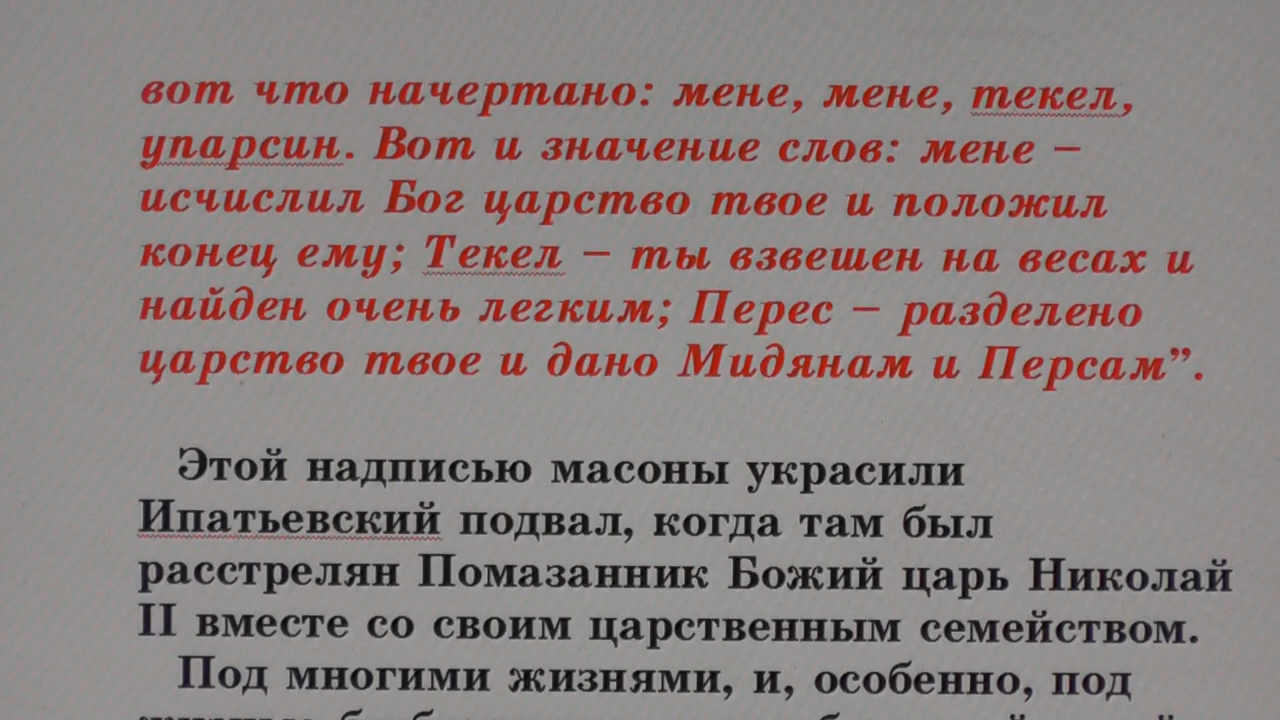 вот что начертано: мене, мене, текел,
упарсин. Вот и значение слов: мене –
исчислил Бог царство твое и положил
конец ему; Текел – ты взвешен на весах и
найден очень легким; Перес – разделено
царство твое и дано Мидянам и Персам”.
Этой надписью масоны украсили
Ипатьевский подвал, когда там был
расстрелян Помазанник Божий царь Николай
II вместе со своим царственным семейством.
Под многими жизнями, и, особенно, под